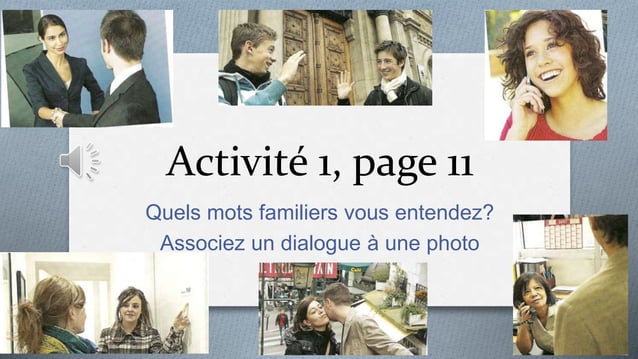 Activité 1, page 11
Quels mots familiers vous entendez?
Associez un dialogue à une photo